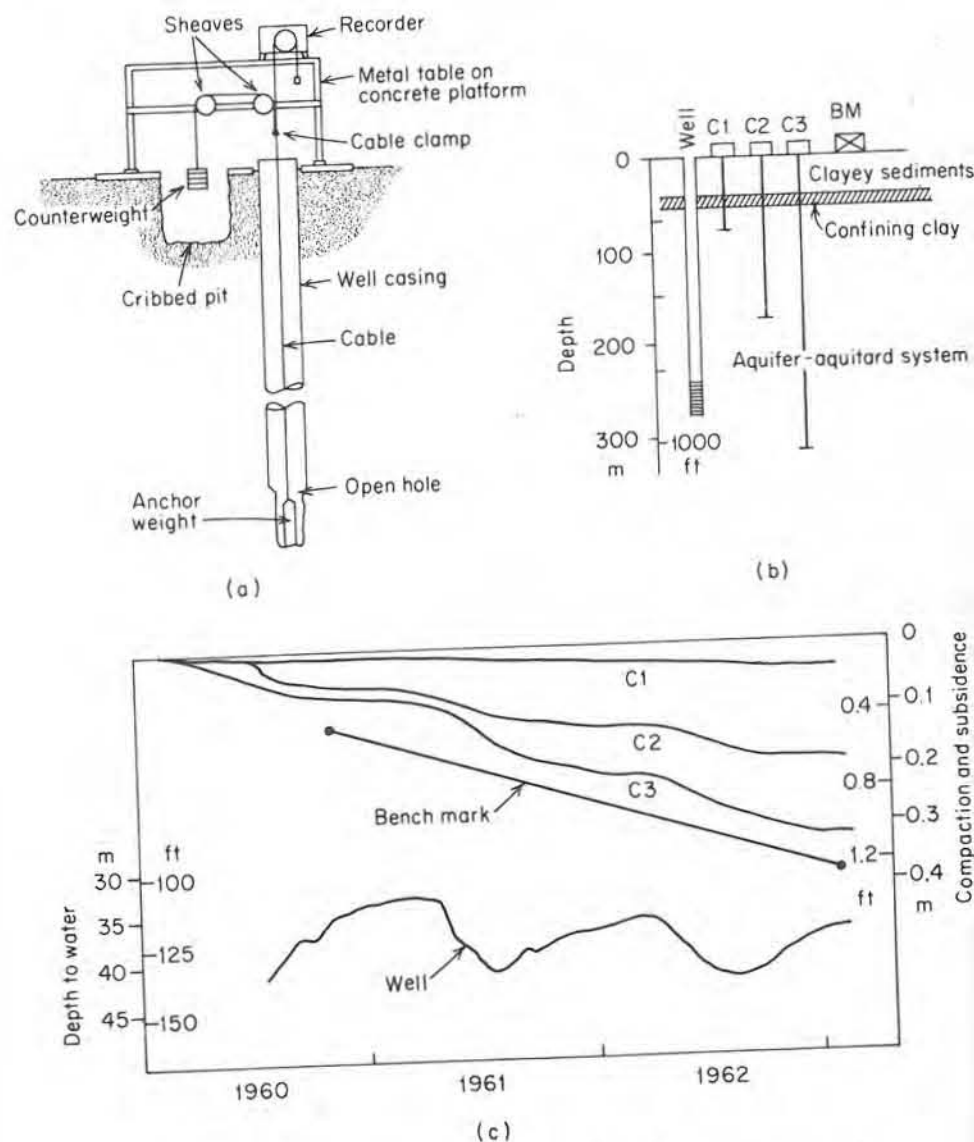 Sheaves
Recorder
Metal table on
concrete platform
Cable clamp
Counterweight
Cribbed pit
Well casing
Cable
Open hole
Anchor
weight
(a)
Well
C1 C2 C3 BM
0
Clayey sediments
Confining clay
100
200
Aquifer-aquitard system
300
1000
m
ft
Depth
(b)
0
C1
0.4
0.1
C2
0.2
0.8
C3
0.3
Bench mark
1.2
0.4
ft
m
Compaction and subsidence
m ft
30 100
35
125
40
45 150
Depth to water
Well
1960 1961 1962
(c)